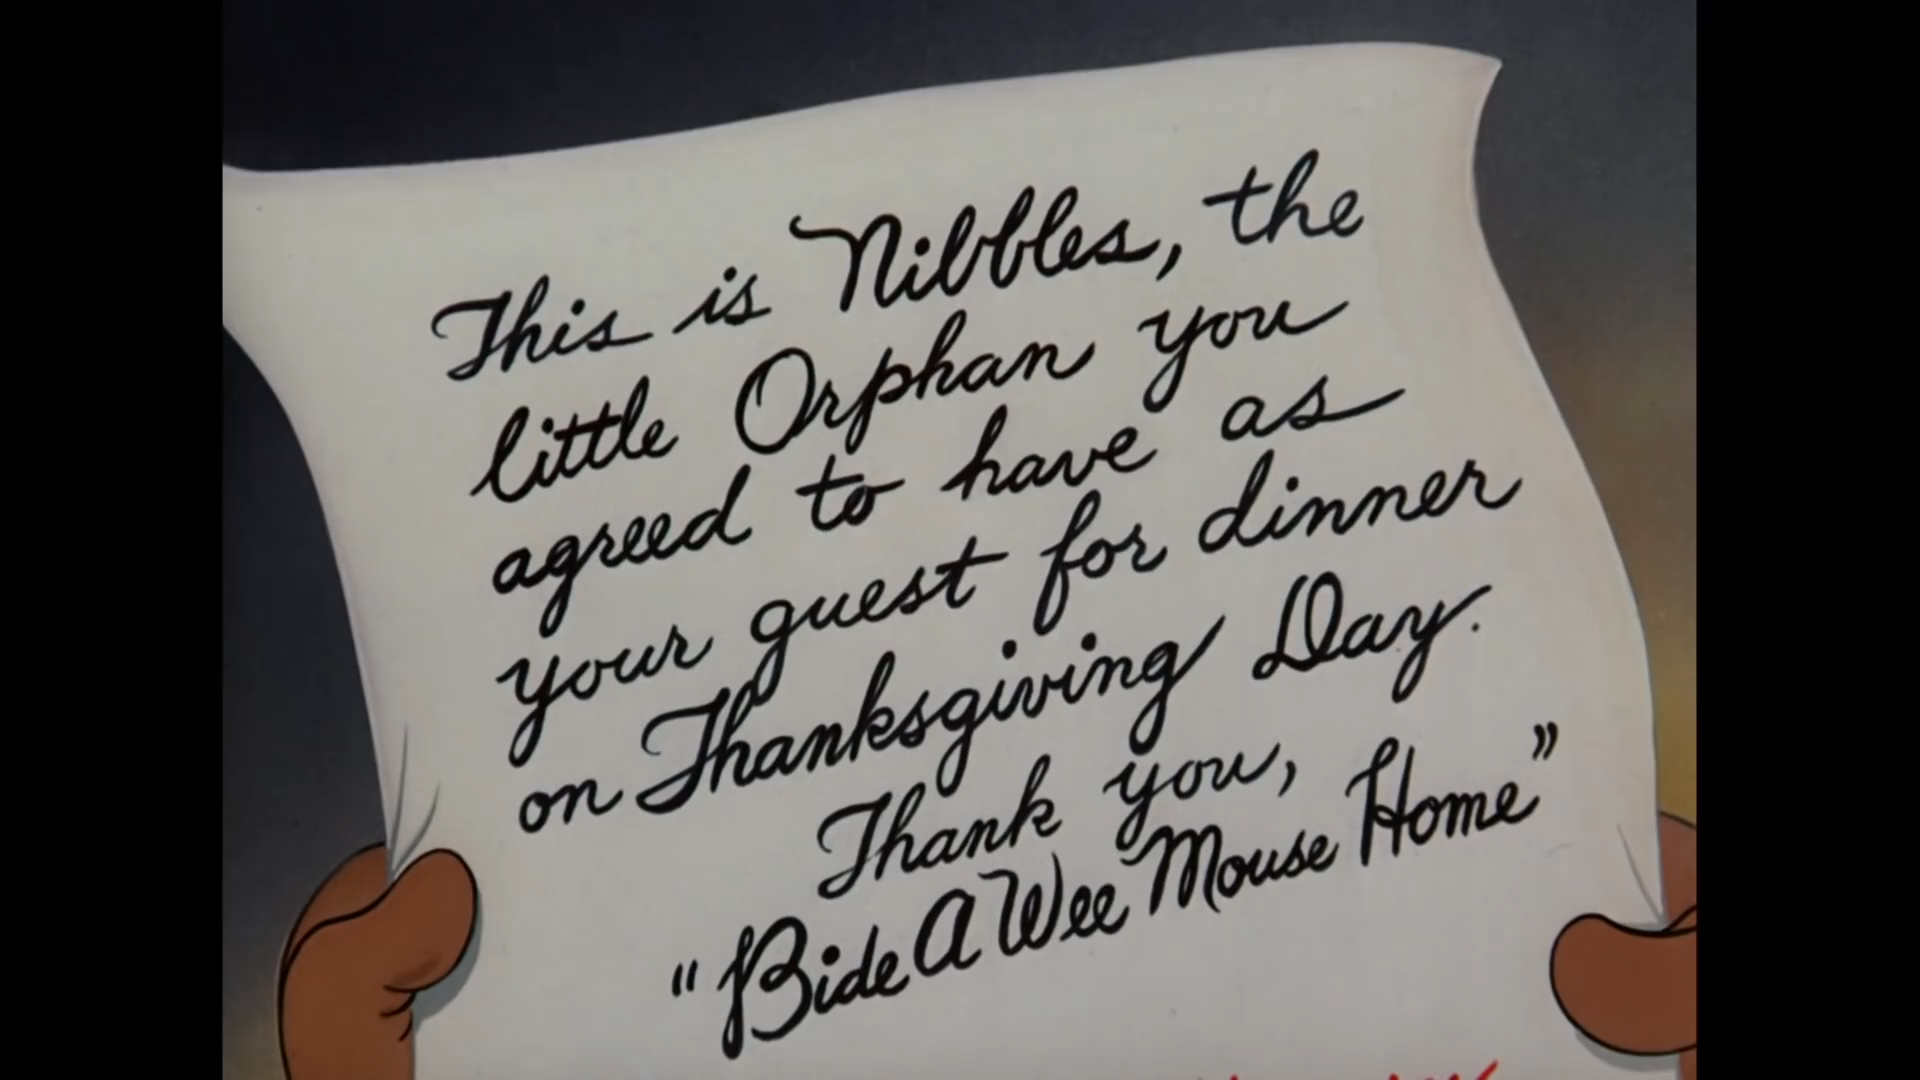 This is Nibbles, the
little Orphan you
agreed to have as
your guest for dinner
on Thanksgiving Day.
Thank you,
"Bide A Wee Mouse Home"